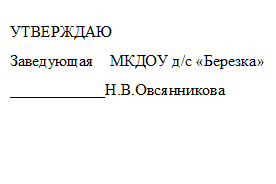 УТВЕРЖДАЮ
Заведующая МКДОУ д/с «Березка»
____________Н.В.Овсянникова